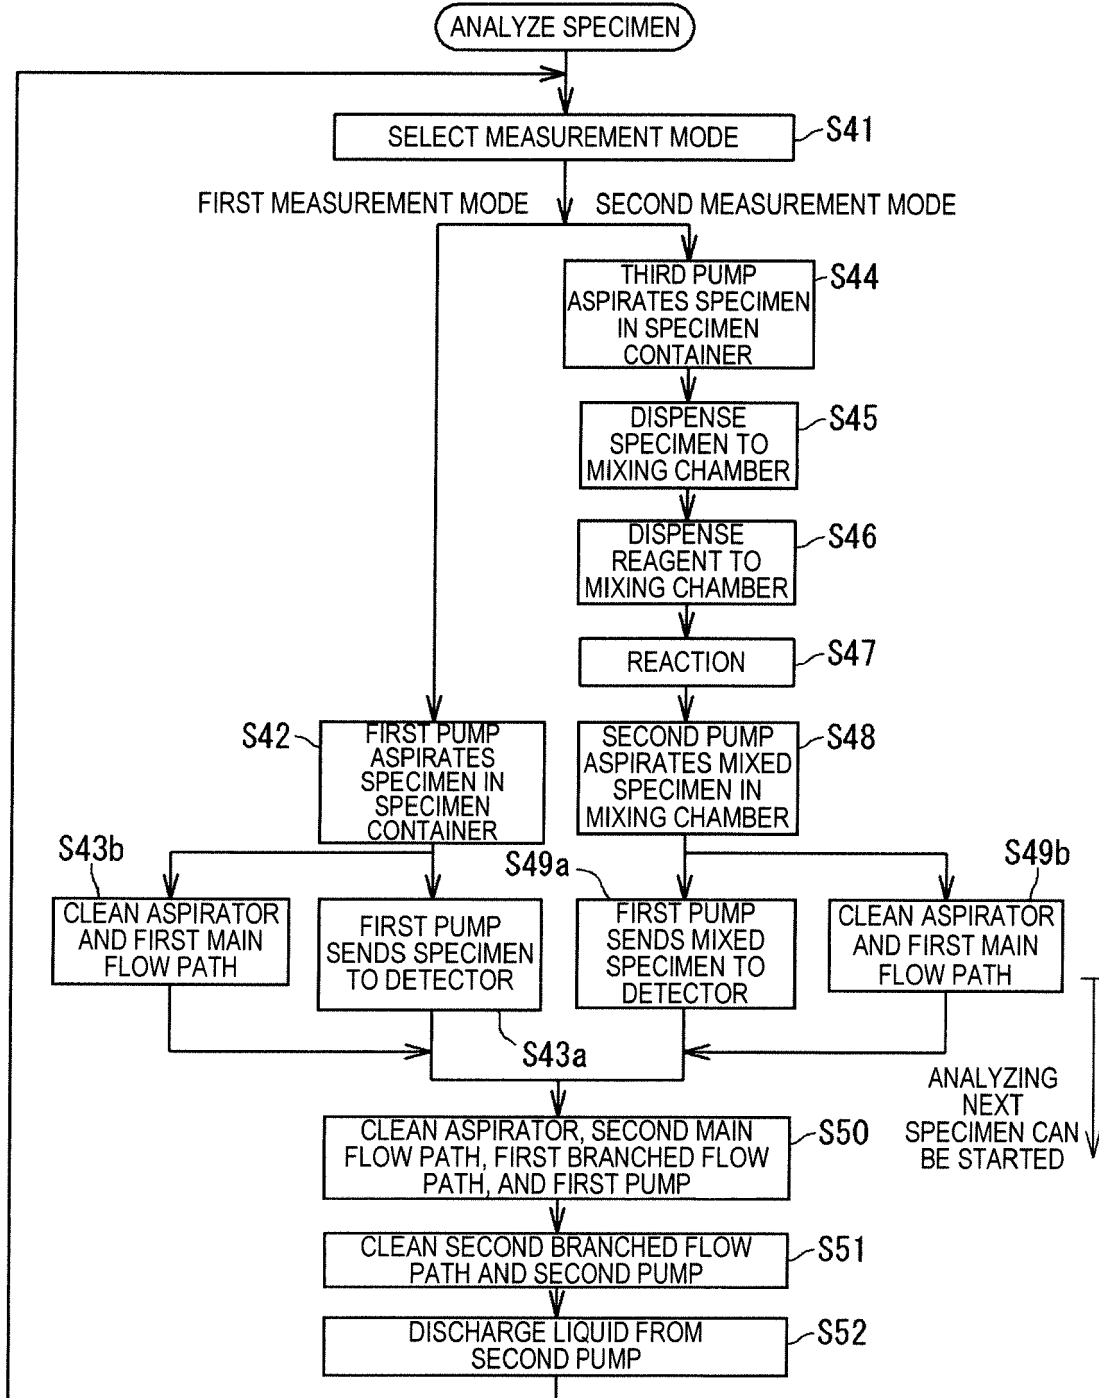 ANALYZE SPECIMEN
SELECT MEASUREMENT MODE
S41
FIRST MEASUREMENT MODE
SECOND MEASUREMENT MODE
THIRD PUMP
ASPIRATES SPECIMEN
IN SPECIMEN
CONTAINER
S44
DISPENSE
SPECIMEN TO
MIXING CHAMBER
S45
DISPENSE
REAGENT TO
MIXING CHAMBER
S46
REACTION
S47
S42
FIRST PUMP
ASPIRATES
SPECIMEN IN
SPECIMEN
CONTAINER
SECOND PUMP
ASPIRATES MIXED
SPECIMEN IN
MIXING CHAMBER
S48
S43b
CLEAN ASPIRATOR
AND FIRST MAIN
FLOW PATH
FIRST PUMP
SENDS SPECIMEN
TO DETECTOR
S43a
S49a
FIRST PUMP
SENDS MIXED
SPECIMEN TO
DETECTOR
S49b
CLEAN ASPIRATOR
AND FIRST MAIN
FLOW PATH
ANALYZING
NEXT
SPECIMEN CAN
BE STARTED
CLEAN ASPIRATOR, SECOND MAIN
FLOW PATH, FIRST BRANCHED FLOW
PATH, AND FIRST PUMP
S50
CLEAN SECOND BRANCHED FLOW
PATH AND SECOND PUMP
S51
DISCHARGE LIQUID FROM
SECOND PUMP
S52